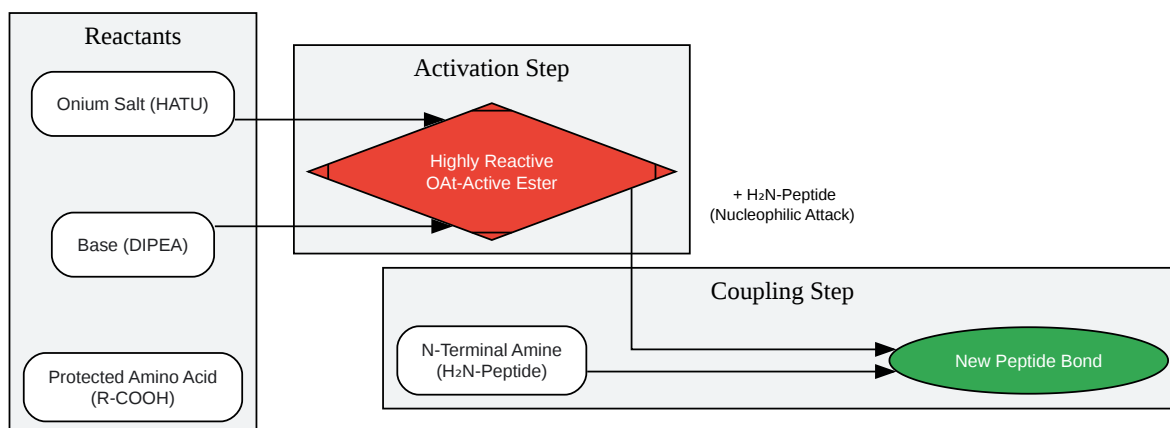 Reactants
Onium Salt (HATU)
Base (DIPEA)
Protected Amino Acid
(R-COOH)
Activation Step
Highly Reactive
OAt-Active Ester
+ H₂N-Peptide
(Nucleophilic Attack)
Coupling Step
N-Terminal Amine
(H₂N-Peptide)
New Peptide Bond